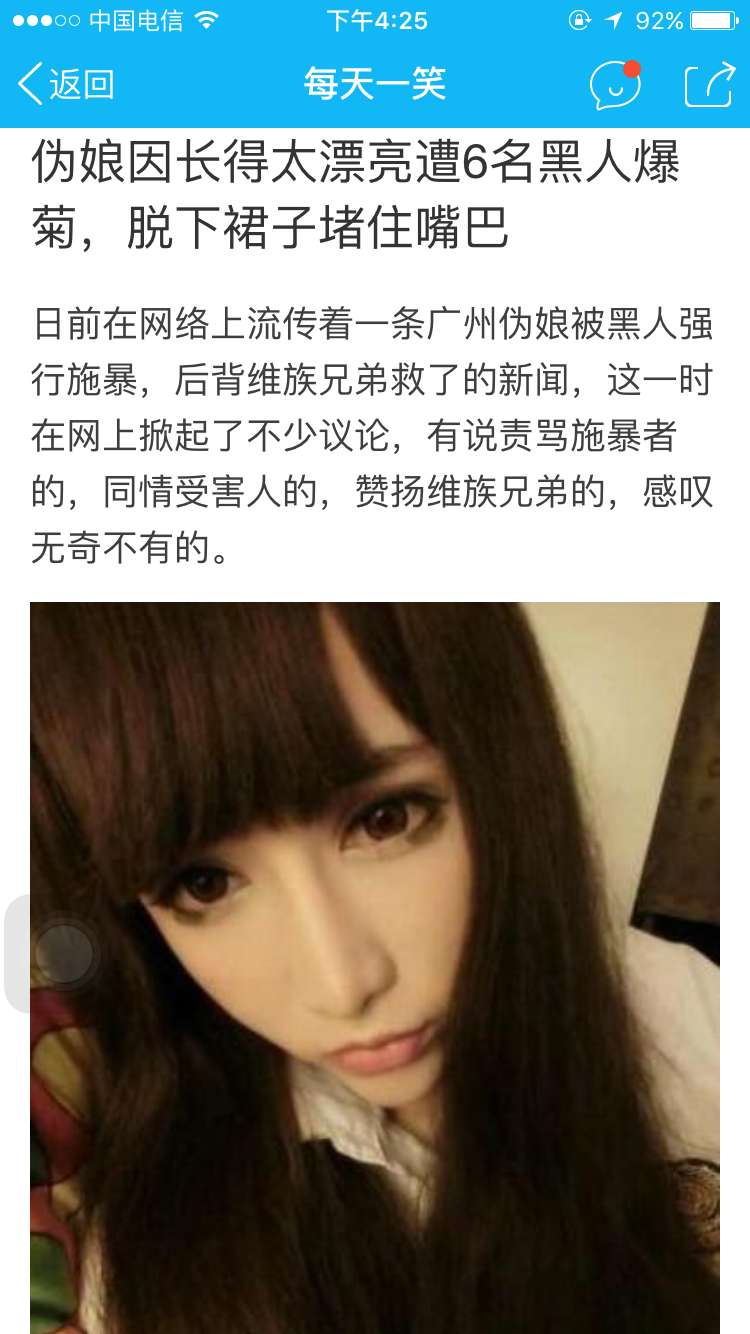 中国电信 下午4:25 92%
返回 每天一笑
伪娘因长得太漂亮遭6名黑人爆
菊，脱下裙子堵住嘴巴
日前在网络上流传着一条广州伪娘被黑人强
行施暴，后背维族兄弟救了的新闻，这一时
在网上掀起了不少议论，有说责骂施暴者
的，同情受害人的，赞扬维族兄弟的，感叹
无奇不有的。